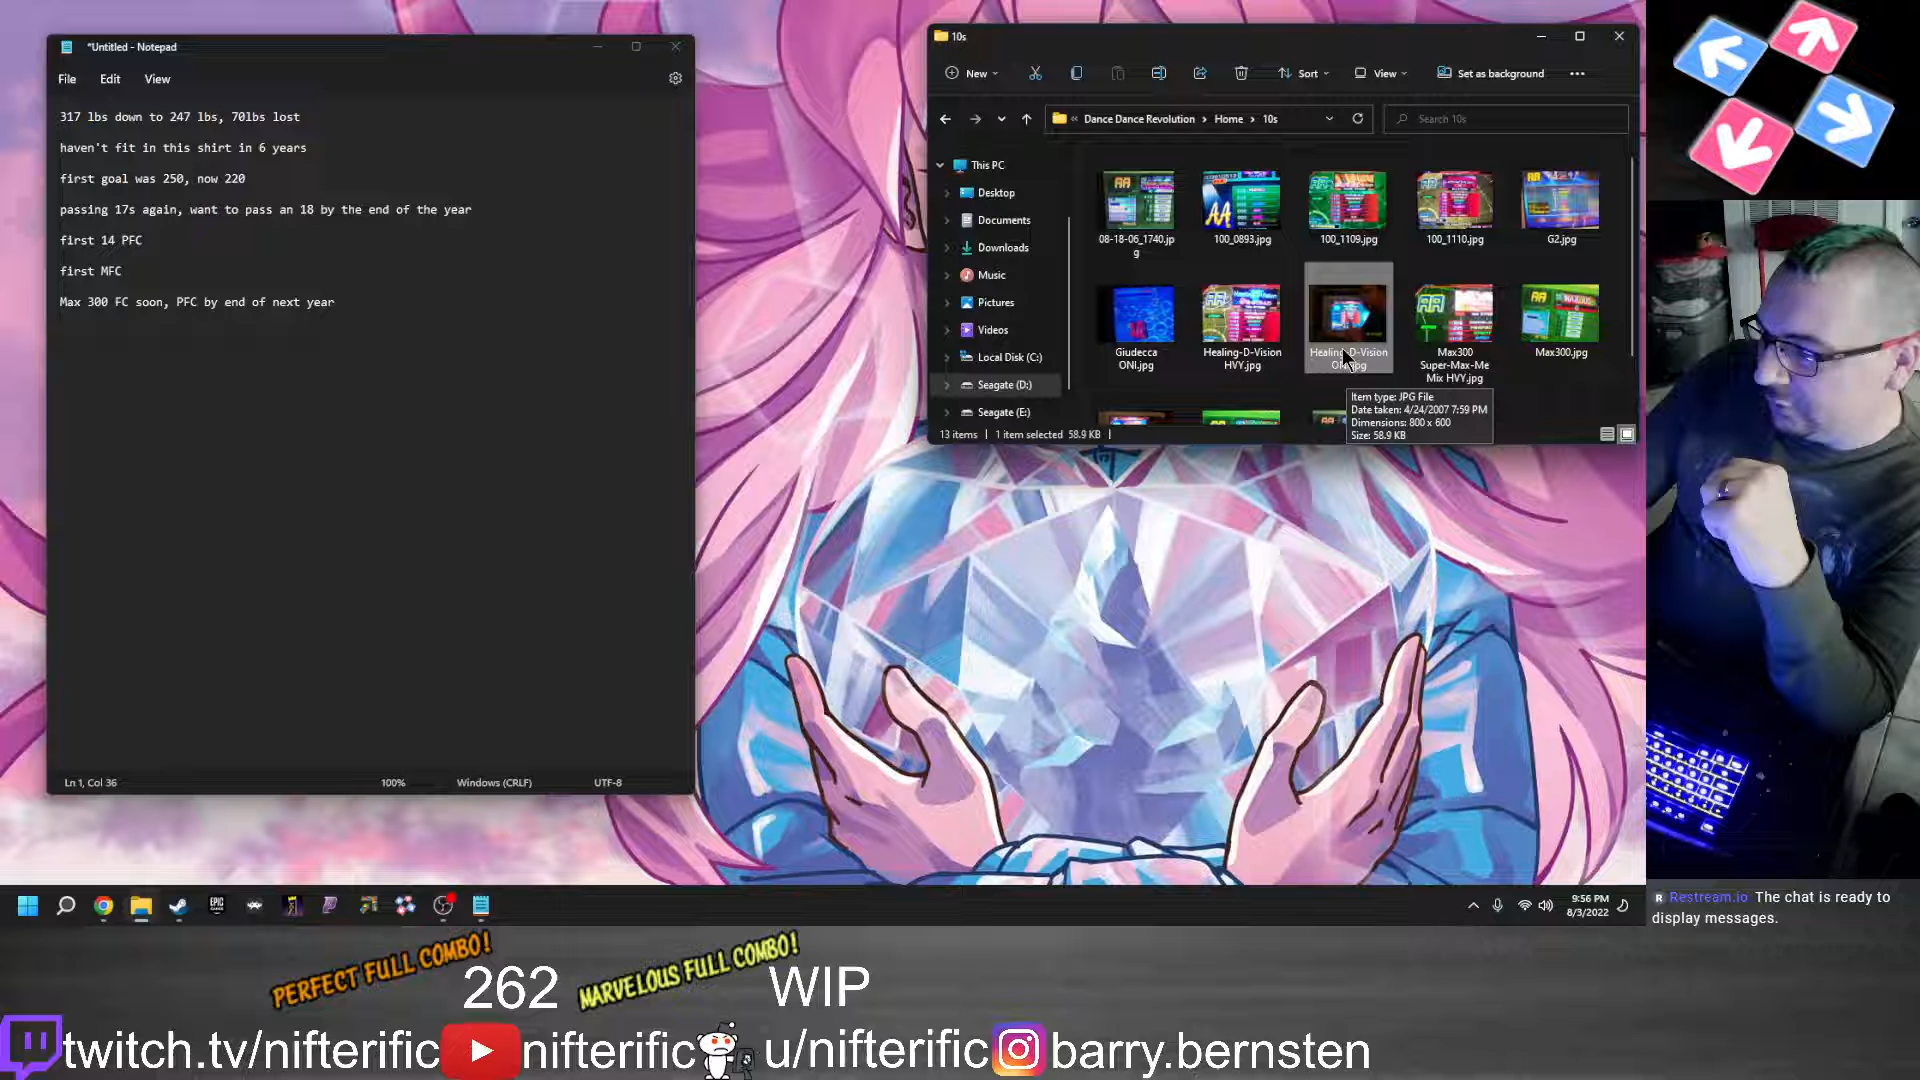 *Untitled - Notepad
File Edit View
317 lbs down to 247 lbs, 70lbs lost
haven't fit in this shirt in 6 years
first goal was 250, now 220
passing 17s again, want to pass an 18 by the end of the year
first 14 PFC
first MFC
Max 300 FC soon, PFC by end of next year
Ln 1, Col 36 100% Windows (CRLF) UTF-8
10s
New Sort View Set as background
« Dance Dance Revolution > Home > 10s Search 10s
This PC
Desktop
Documents
Downloads
Music
Pictures
Videos
Local Disk (C:)
Seagate (D:)
Seagate (E:)
08-18-06_1740.jp
g
100_0893.jpg
100_1109.jpg
100_1110.jpg
G2.jpg
Giudecca
ONI.jpg
Healing-D-Vision
HVY.jpg
Healing-D-Vision
Max300
Super-Max-Me
Mix HVY.jpg
Max300.jpg
Item type: JPG File
Date taken: 4/24/2007 7:59 PM
Dimensions: 800 x 600
Size: 58.9 KB
13 items 1 item selected 58.9 KB
EPIC
9:56 PM
8/3/2022
Restream.io The chat is ready to
display messages.
PERFECT FULL COMBO! 262 MARVELOUS FULL COMBO! WIP
twitch.tv/nifterific nifterific u/nifterific barry.bernsten